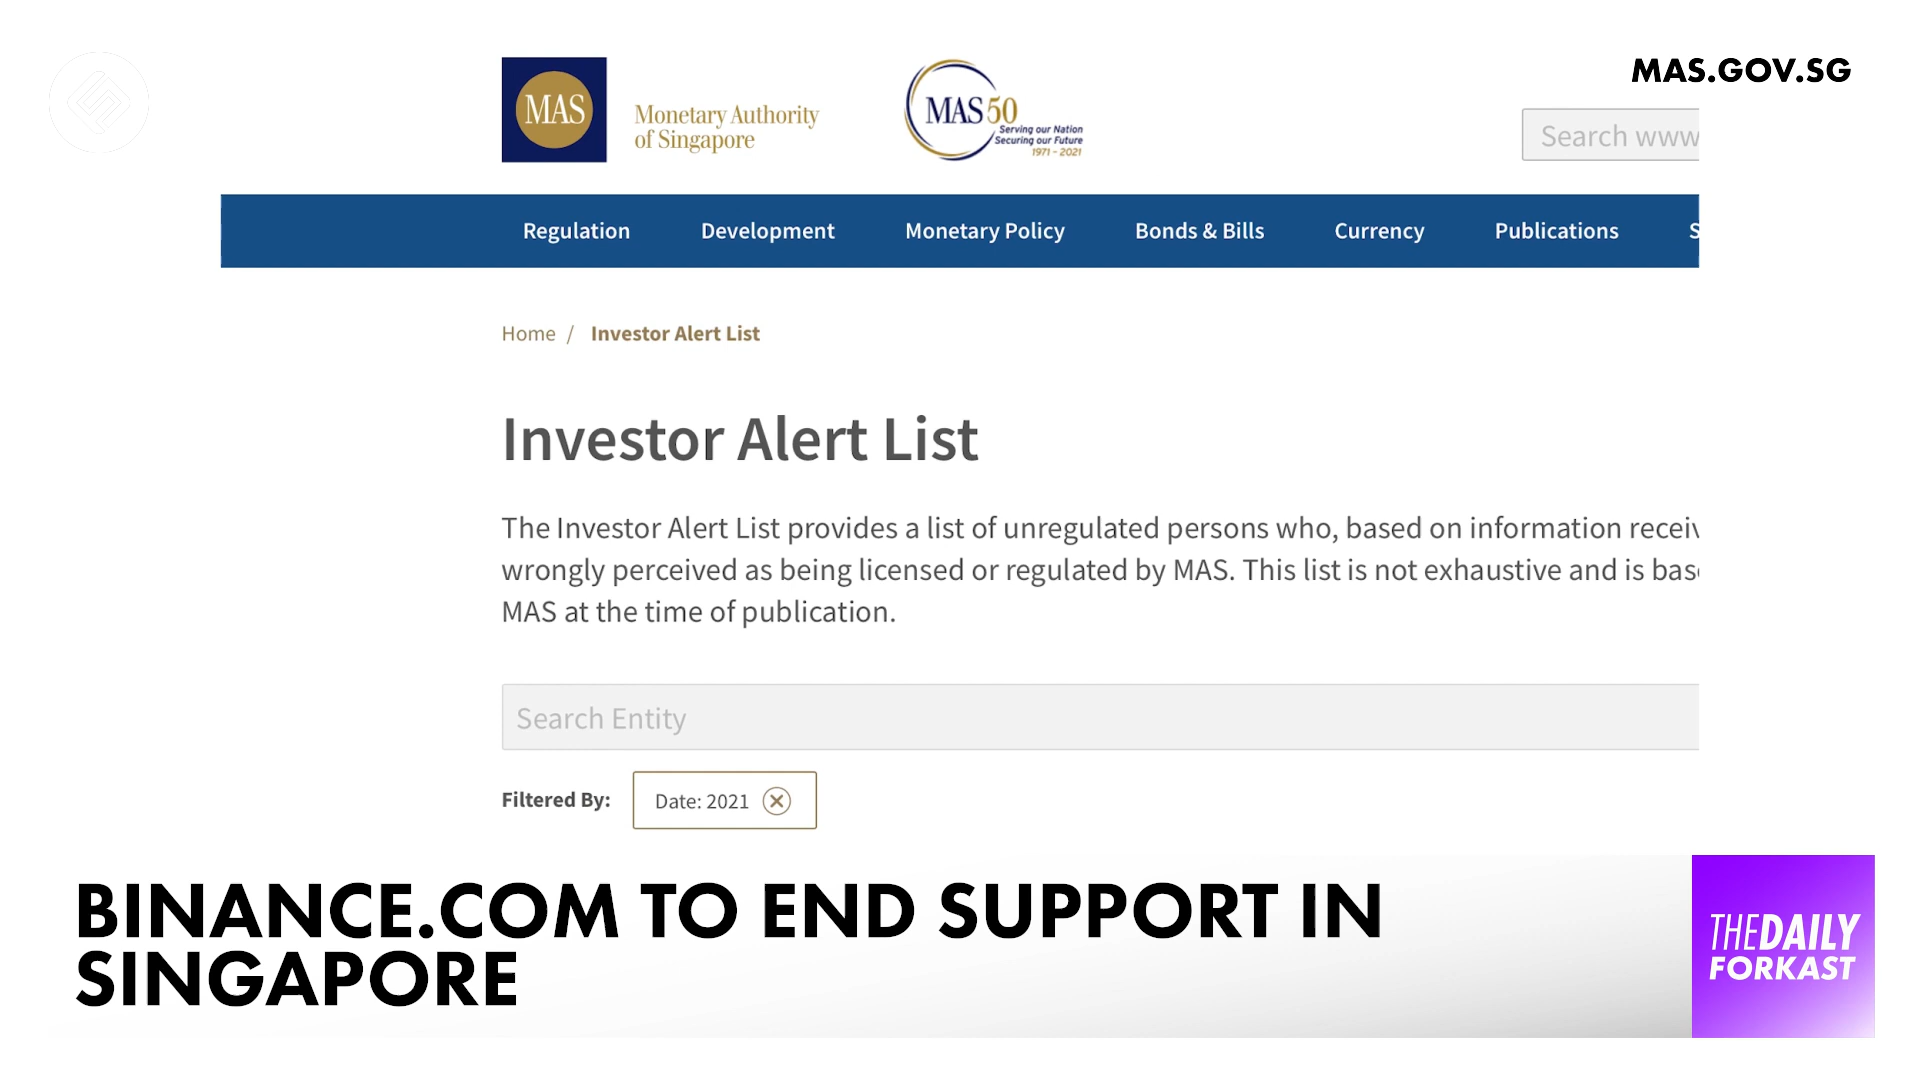 MAS
Monetary Authority
of Singapore
MAS50
Serving our Nation
Securing our Future
1971 - 2021
MAS.GOV.SG
Search www
Regulation Development Monetary Policy Bonds & Bills Currency Publications S
Home / Investor Alert List
Investor Alert List
The Investor Alert List provides a list of unregulated persons who, based on information receiv
wrongly perceived as being licensed or regulated by MAS. This list is not exhaustive and is bas
MAS at the time of publication.
Search Entity
Filtered By: Date: 2021
BINANCE.COM TO END SUPPORT IN
SINGAPORE
THE DAILY
FORKAST